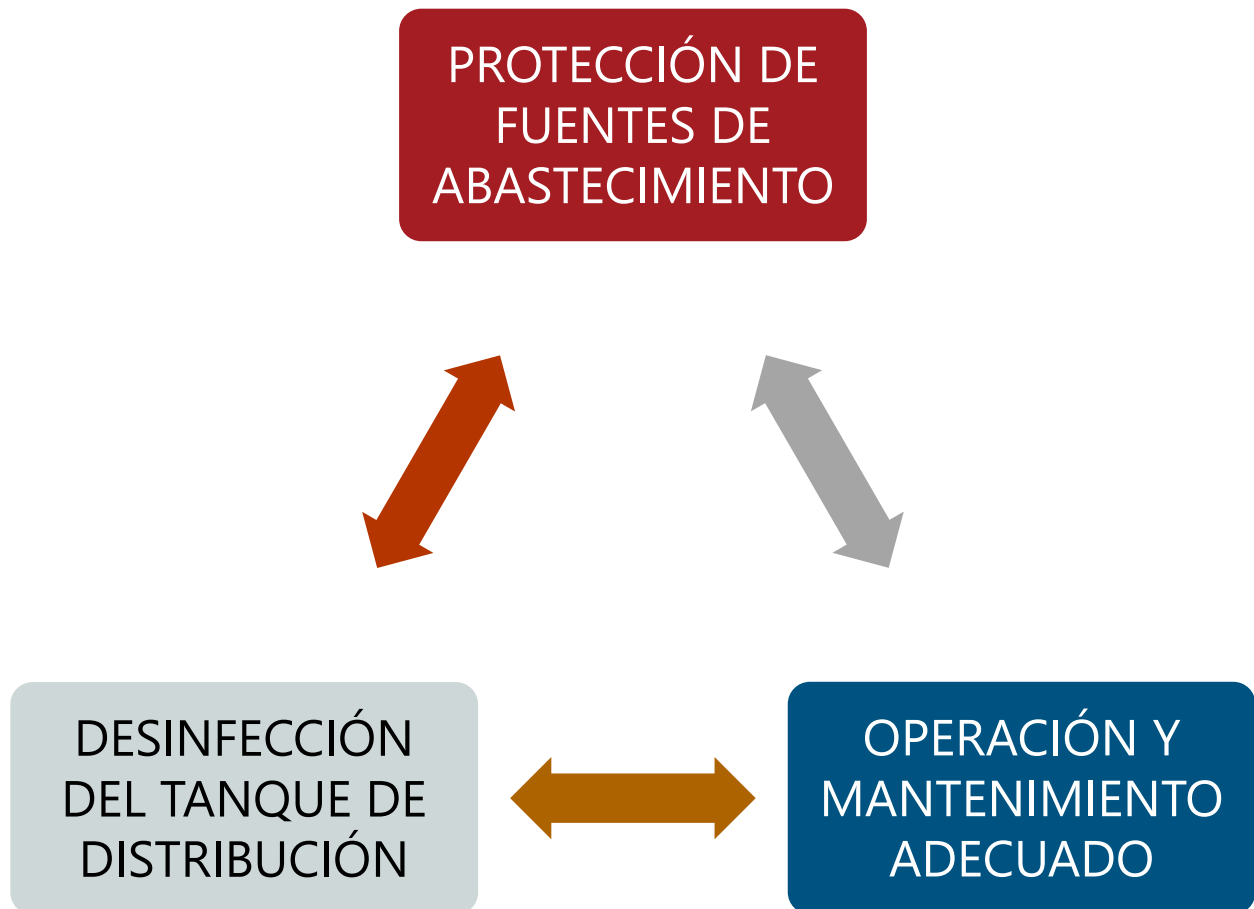 PROTECCIÓN DE
FUENTES DE
ABASTECIMIENTO
DESINFECCIÓN
DEL TANQUE DE
DISTRIBUCIÓN
OPERACIÓN Y
MANTENIMIENTO
ADECUADO